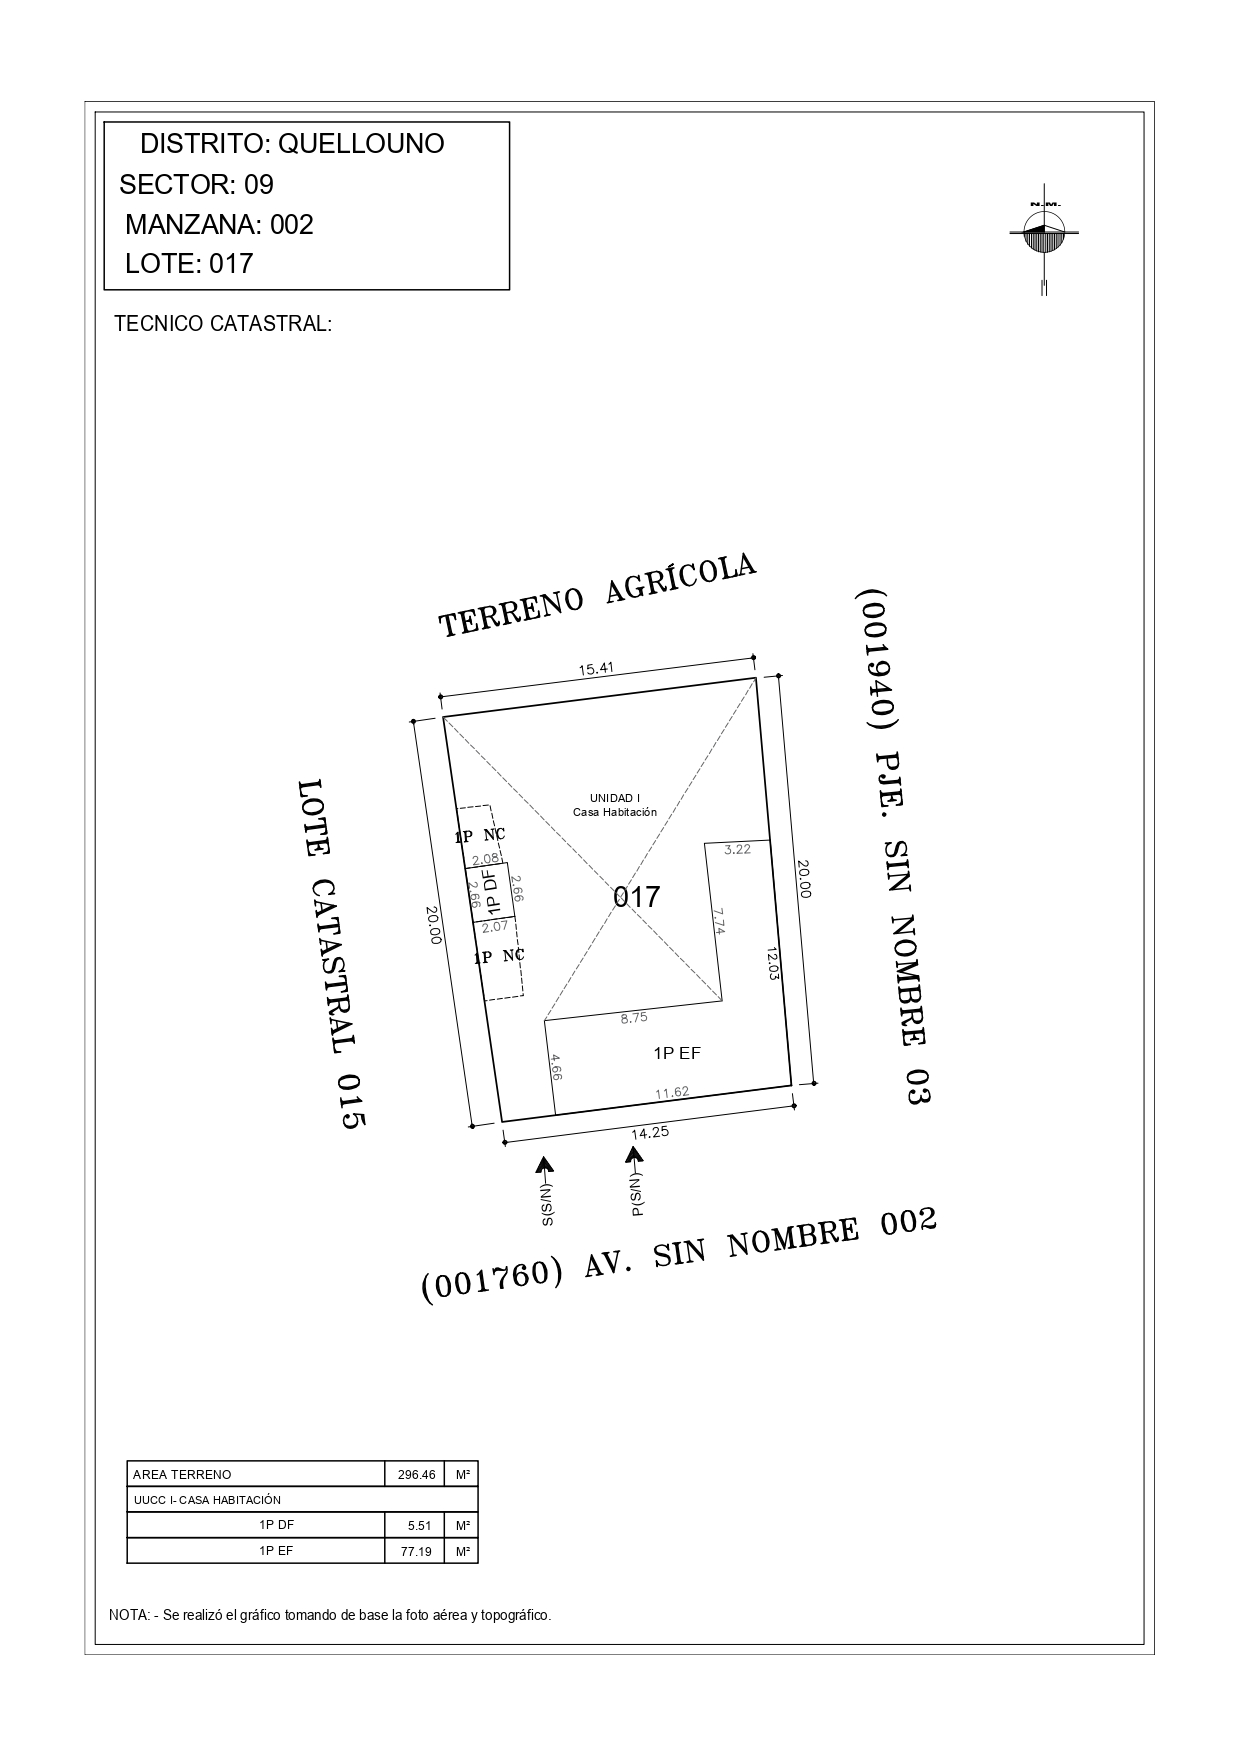 DISTRITO: QUELLOUNO
SECTOR: 09
MANZANA: 002
LOTE: 017
N.M.
TECNICO CATASTRAL:
TERRENO AGRÍCOLA
(001940) PJE. SIN NOMBRE 03
LOTE CATASTRAL 015
(001760) AV. SIN NOMBRE 002
15.41
20.00
20.00
14.25
UNIDAD I
Casa Habitación
1P NC
2.08
2.66
1P DF
2.66
2.07
1P NC
017
3.22
7.74
12.03
8.75
4.66
1P EF
11.62
S(S/N)
P(S/N)
AREA TERRENO 296.46 M²
UUCC I- CASA HABITACIÓN
1P DF 5.51 M²
1P EF 77.19 M²
NOTA: - Se realizó el gráfico tomando de base la foto aérea y topográfico.